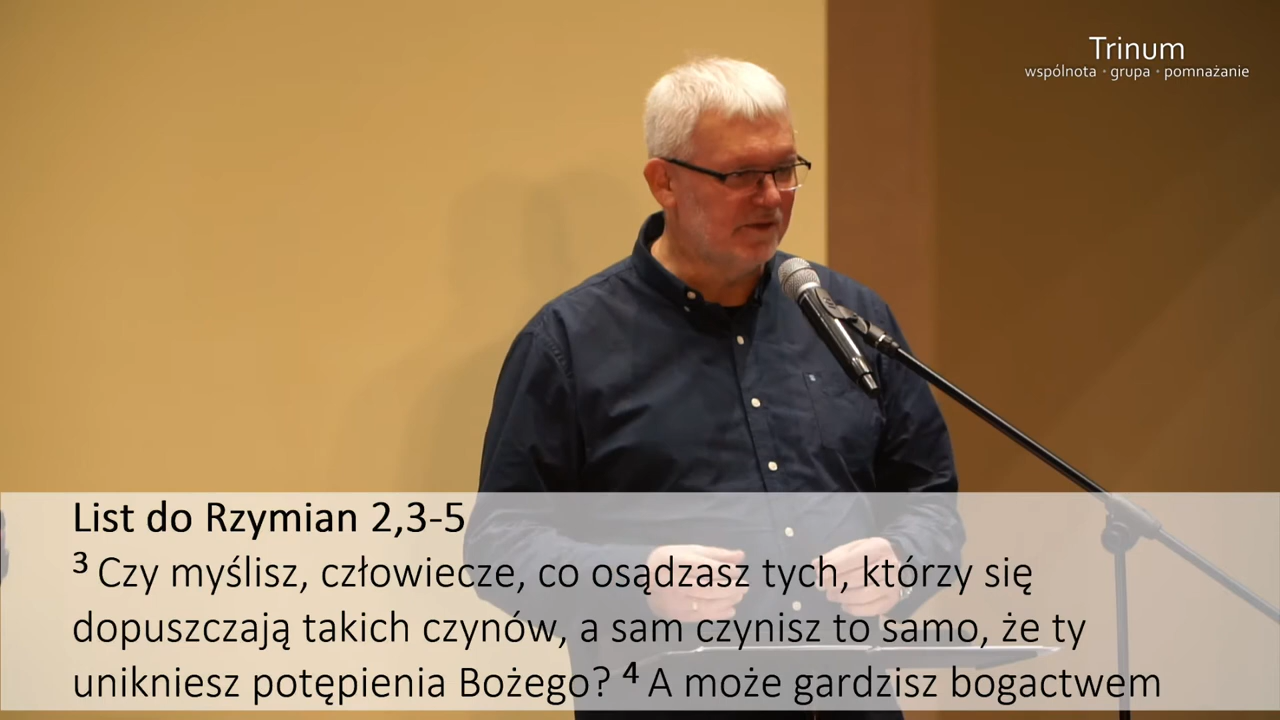 Trinum
wspólnota • grupa • pomnażanie
List do Rzymian 2,3-5
3 Czy myślisz, człowiecze, co osądzasz tych, którzy się
dopuszczają takich czynów, a sam czynisz to samo, że ty
unikniesz potępienia Bożego? 4 A może gardzisz bogactwem